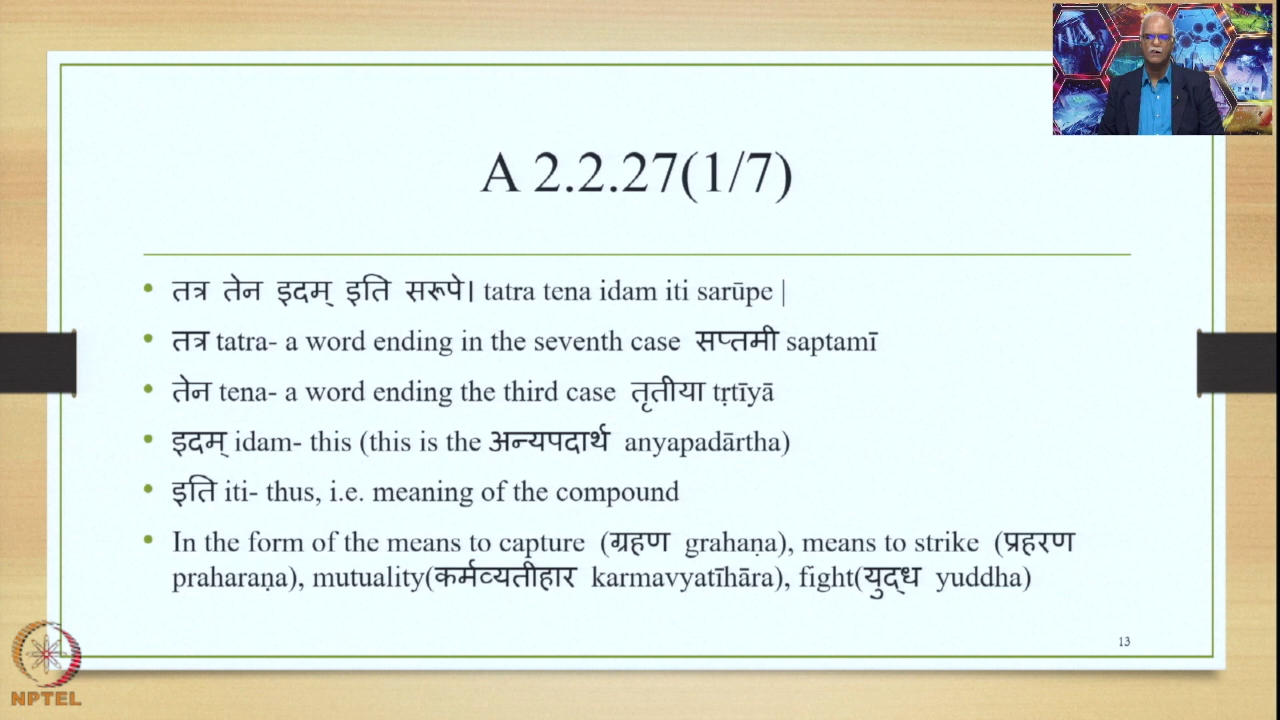 A 2.2.27(1/7)
तत्र तेन इदम् इति सरूपे। tatra tena idam iti sarūpe |
तत्र tatra- a word ending in the seventh case सप्तमी saptamī
तेन tena- a word ending the third case तृतीया tṛtīyā
इदम् idam- this (this is the अन्यपदार्थ anyapadārtha)
इति iti- thus, i.e. meaning of the compound
In the form of the means to capture (ग्रहण grahaṇa), means to strike (प्रहरण
praharaṇa), mutuality(कर्मव्यतीहार karmavyatīhāra), fight(युद्ध yuddha)
13
NPTEL